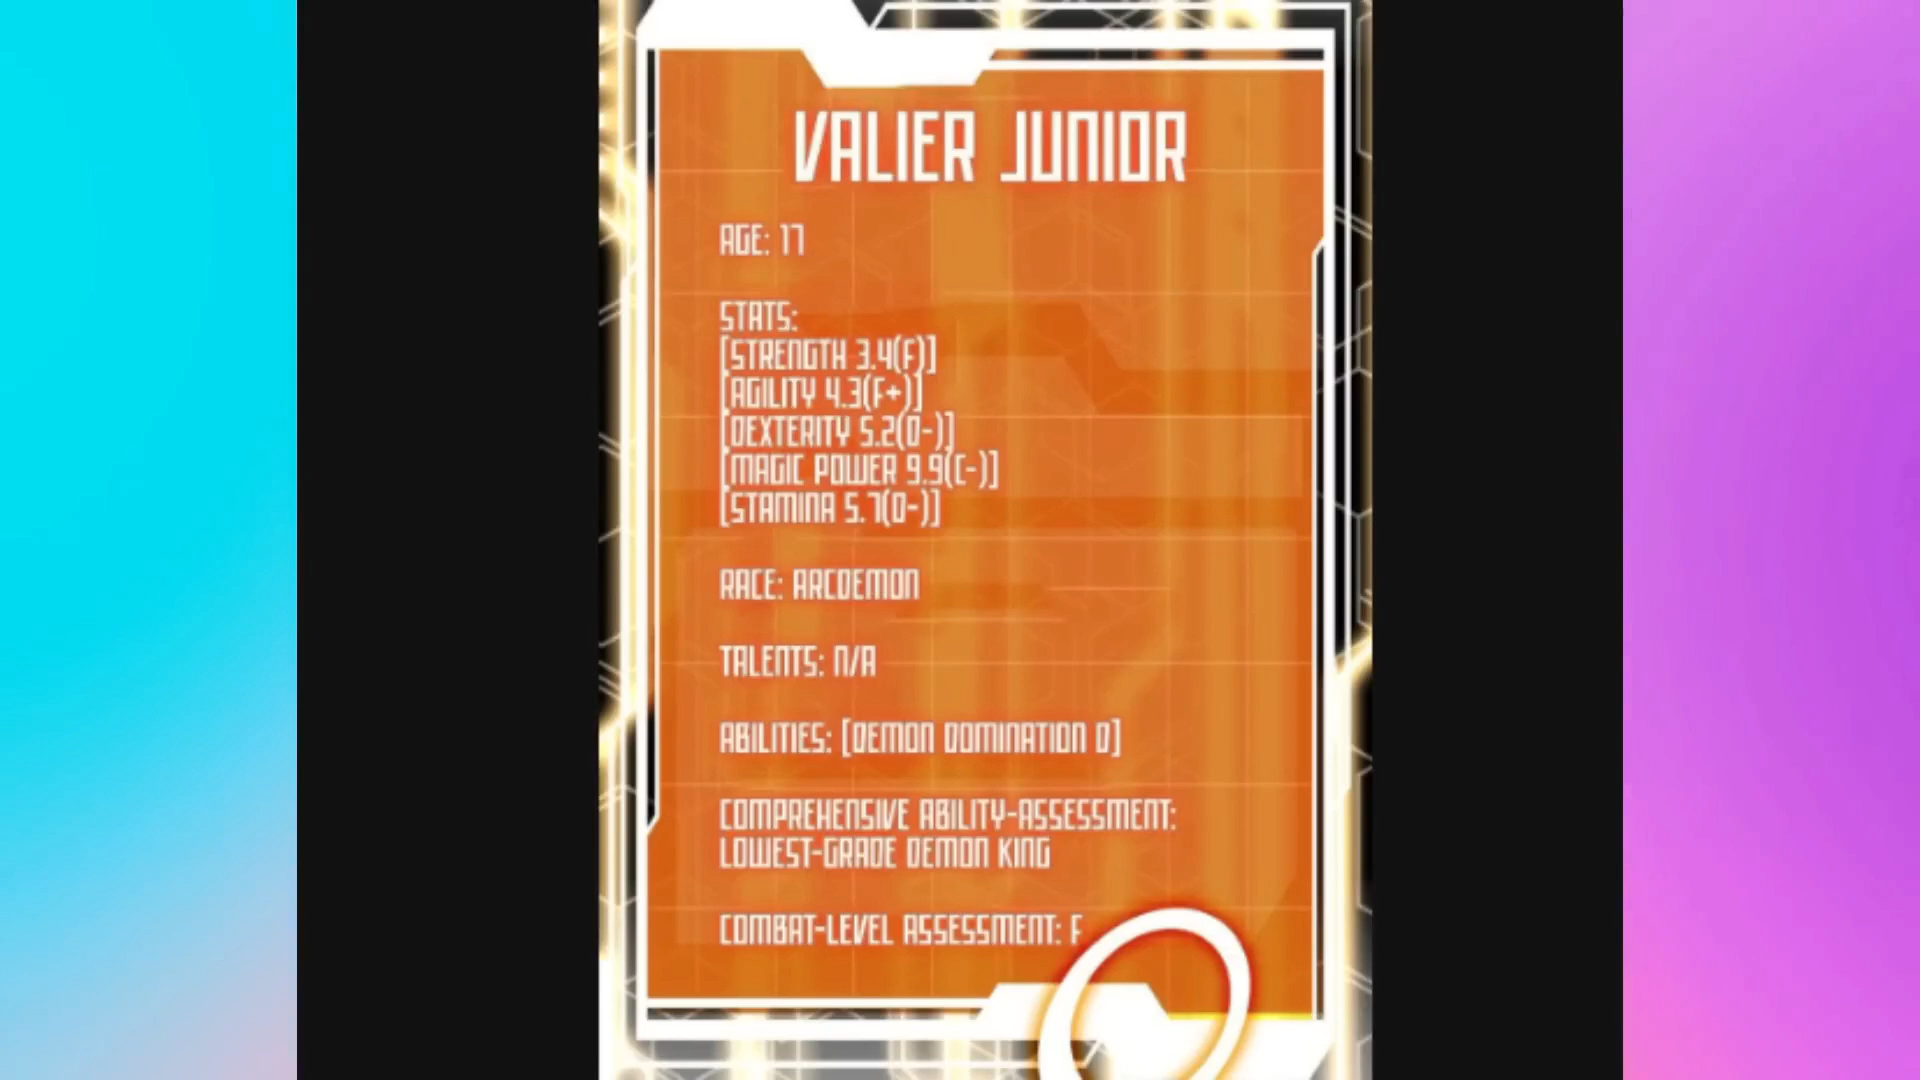 VALIER JUNIOR
AGE: 17
STATS:
[STRENGTH 3.4(F)]
[AGILITY 4.3(F+)]
[DEXTERITY 5.2(D-)]
[MAGIC POWER 9.9(C-)]
[STAMINA 5.7(D-)]
RACE: ARCDEMON
TALENTS: N/A
ABILITIES: [DEMON DOMINATION D]
COMPREHENSIVE ABILITY-ASSESSMENT:
LOWEST-GRADE DEMON KING
COMBAT-LEVEL ASSESSMENT: F